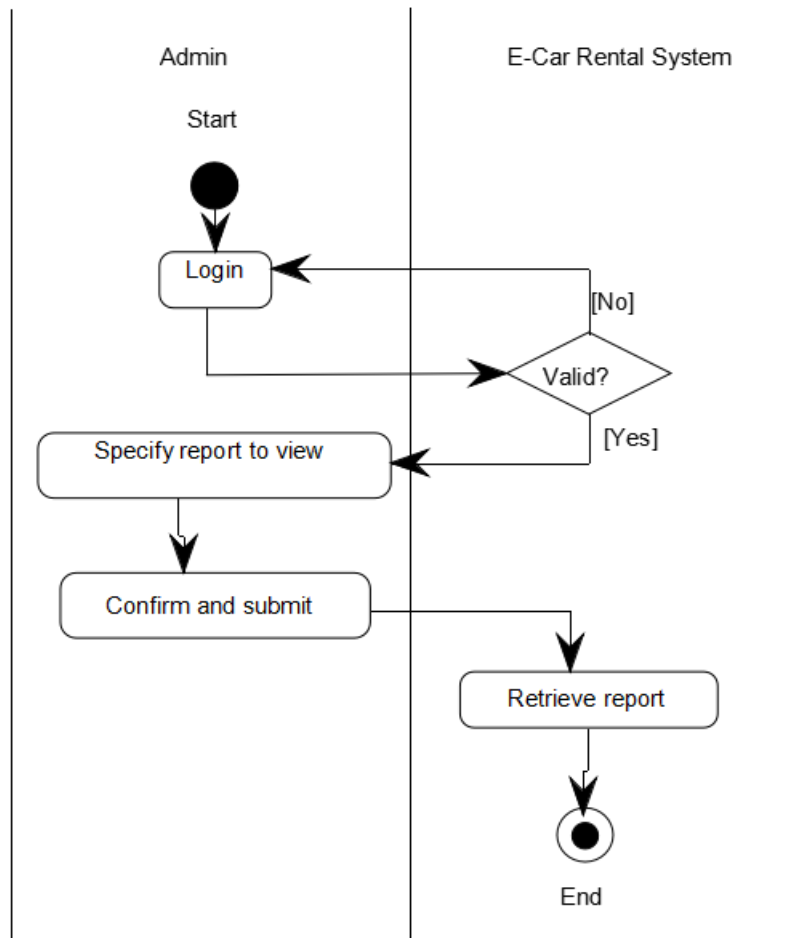 Admin
E-Car Rental System
Start
Login
[No]
Valid?
[Yes]
Specify report to view
Confirm and submit
Retrieve report
End